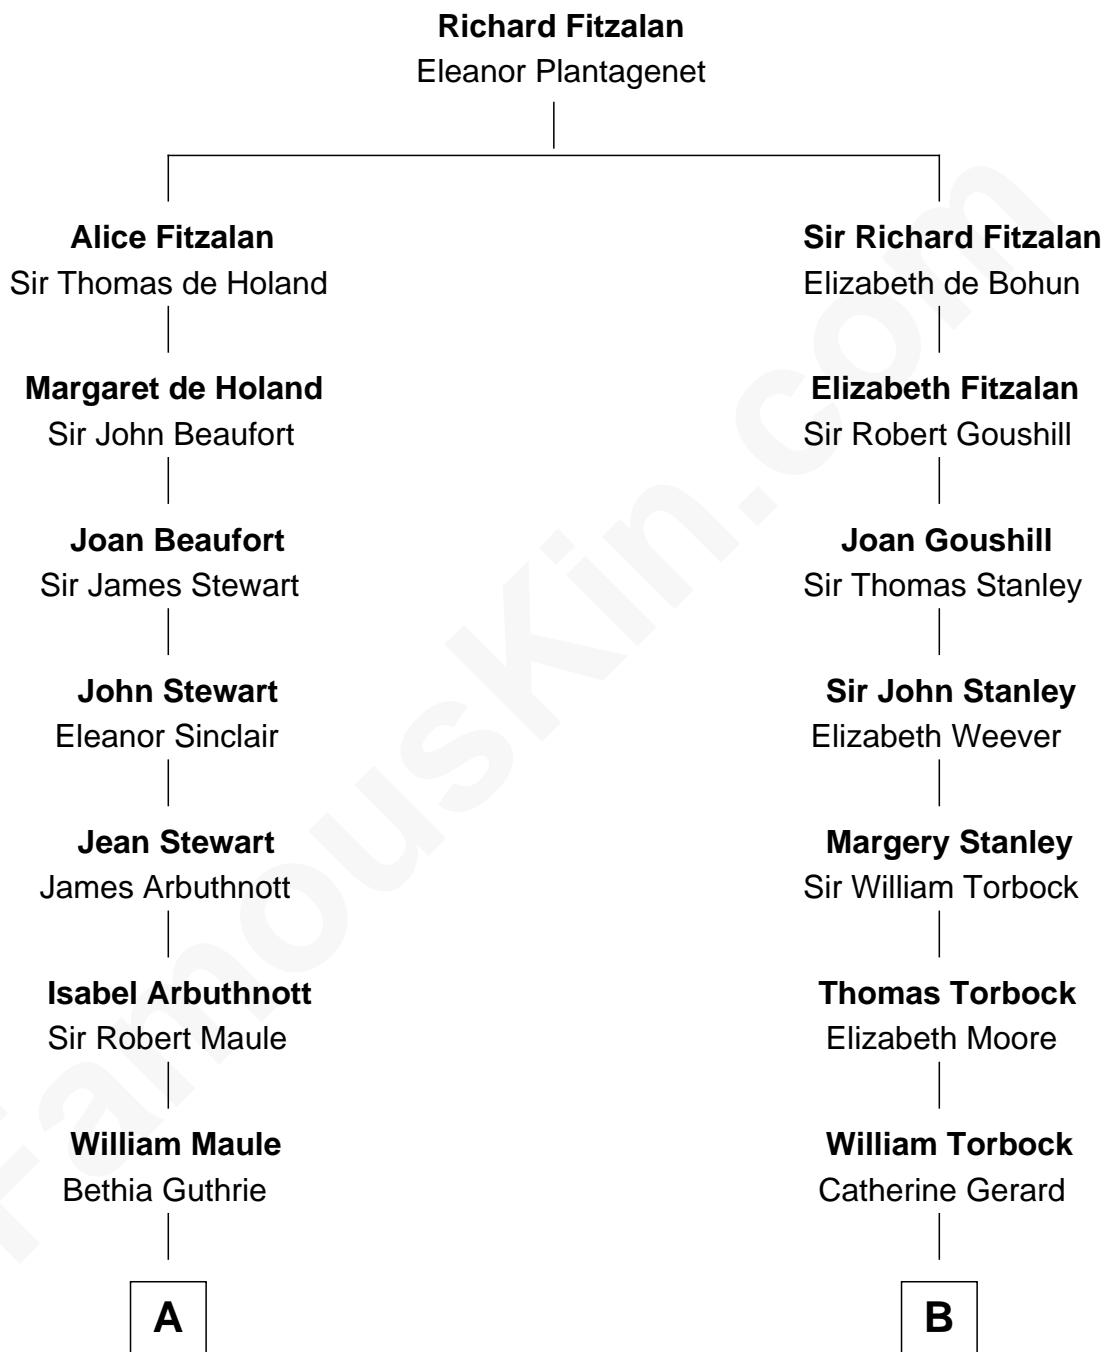 Richard Fitzalan
Eleanor Plantagenet
Alice Fitzalan
Sir Thomas de Holand
Margaret de Holand
Sir John Beaufort
Joan Beaufort
Sir James Stewart
John Stewart
Eleanor Sinclair
Jean Stewart
James Arbuthnott
Isabel Arbuthnott
Sir Robert Maule
William Maule
Bethia Guthrie
A
Sir Richard Fitzalan
Elizabeth de Bohun
Elizabeth Fitzalan
Sir Robert Goushill
Joan Goushill
Sir Thomas Stanley
Sir John Stanley
Elizabeth Weever
Margery Stanley
Sir William Torbock
Thomas Torbock
Elizabeth Moore
William Torbock
Catherine Gerard
B
FamousKin.com